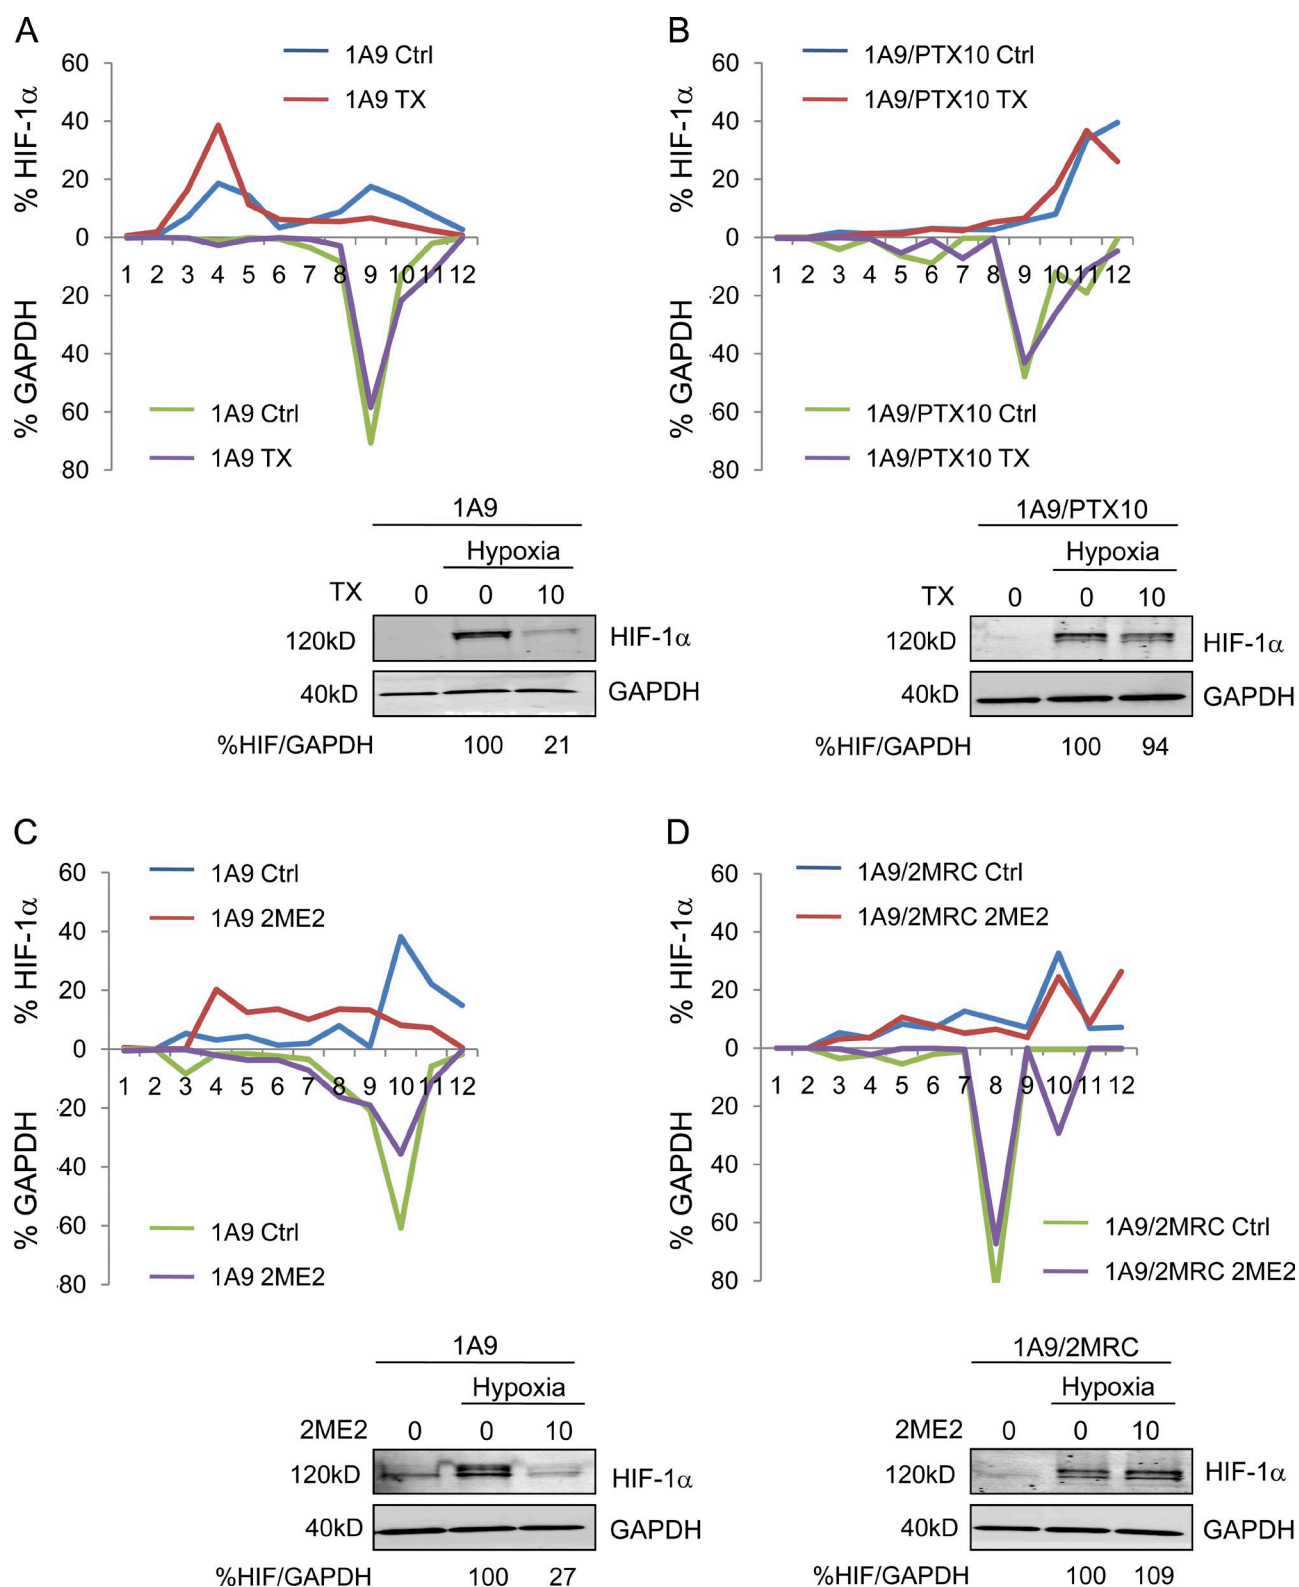 A
1A9 Ctrl
1A9 TX
% HIF-1α
% GAPDH
60
40
20
0
20
40
60
80
1 2 3 4 5 6 7 8 9 10 11 12
1A9 Ctrl
1A9 TX
1A9
Hypoxia
TX 0 0 10
120kD HIF-1α
40kD GAPDH
%HIF/GAPDH 100 21
B
1A9/PTX10 Ctrl
1A9/PTX10 TX
% HIF-1α
% GAPDH
60
40
20
0
20
40
60
80
1 2 3 4 5 6 7 8 9 10 11 12
1A9/PTX10 Ctrl
1A9/PTX10 TX
1A9/PTX10
Hypoxia
TX 0 0 10
120kD HIF-1α
40kD GAPDH
%HIF/GAPDH 100 94
C
1A9 Ctrl
1A9 2ME2
% HIF-1α
% GAPDH
60
40
20
0
20
40
60
80
1 2 3 4 5 6 7 8 9 10 11 12
1A9 Ctrl
1A9 2ME2
1A9
Hypoxia
2ME2 0 0 10
120kD HIF-1α
40kD GAPDH
%HIF/GAPDH 100 27
D
1A9/2MRC Ctrl
1A9/2MRC 2ME2
% HIF-1α
% GAPDH
60
40
20
0
20
40
60
80
1 2 3 4 5 6 7 8 9 10 11 12
1A9/2MRC Ctrl
1A9/2MRC 2ME2
1A9/2MRC
Hypoxia
2ME2 0 0 10
120kD HIF-1α
40kD GAPDH
%HIF/GAPDH 100 109